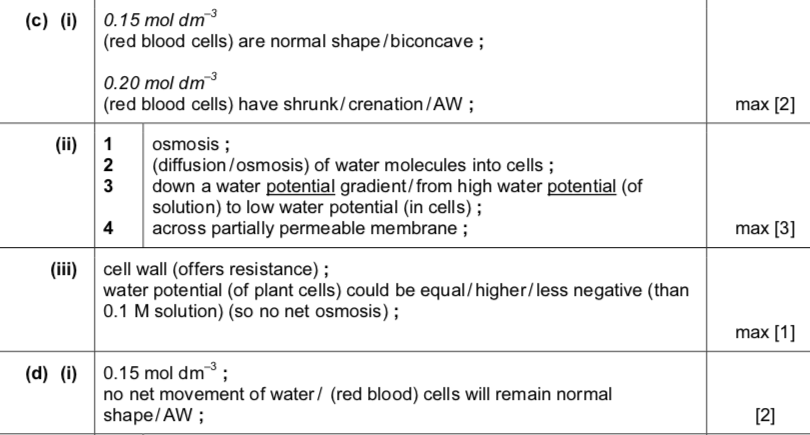 (c) (i) 0.15 mol dm⁻³
(red blood cells) are normal shape/biconcave ;
0.20 mol dm⁻³
(red blood cells) have shrunk/crenation/AW ; max [2]
(ii) 1 osmosis ;
2 (diffusion/osmosis) of water molecules into cells ;
3 down a water potential gradient/from high water potential (of
solution) to low water potential (in cells) ;
4 across partially permeable membrane ; max [3]
(iii) cell wall (offers resistance) ;
water potential (of plant cells) could be equal/higher/less negative (than
0.1 M solution) (so no net osmosis) ;
max [1]
(d) (i) 0.15 mol dm⁻³ ;
no net movement of water/ (red blood) cells will remain normal
shape/AW ; [2]